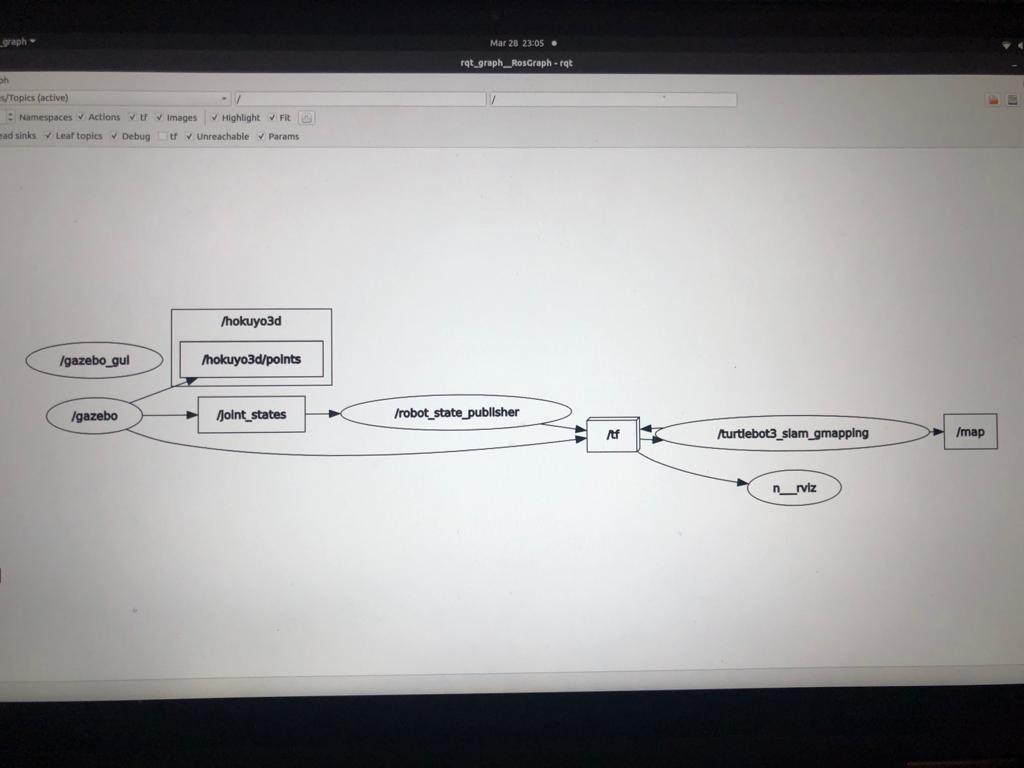 _graph
Mar 28 23:05
rqt_graph__RosGraph - rqt
ph
s/Topics (active)
/
/
Namespaces Actions tf Images Highlight Fit
ead sinks Leaf topics Debug tf Unreachable Params
/hokuyo3d
/gazebo_gui
/hokuyo3d/points
/gazebo
/joint_states
/robot_state_publisher
/tf
/turtlebot3_slam_gmapping
/map
n__rviz